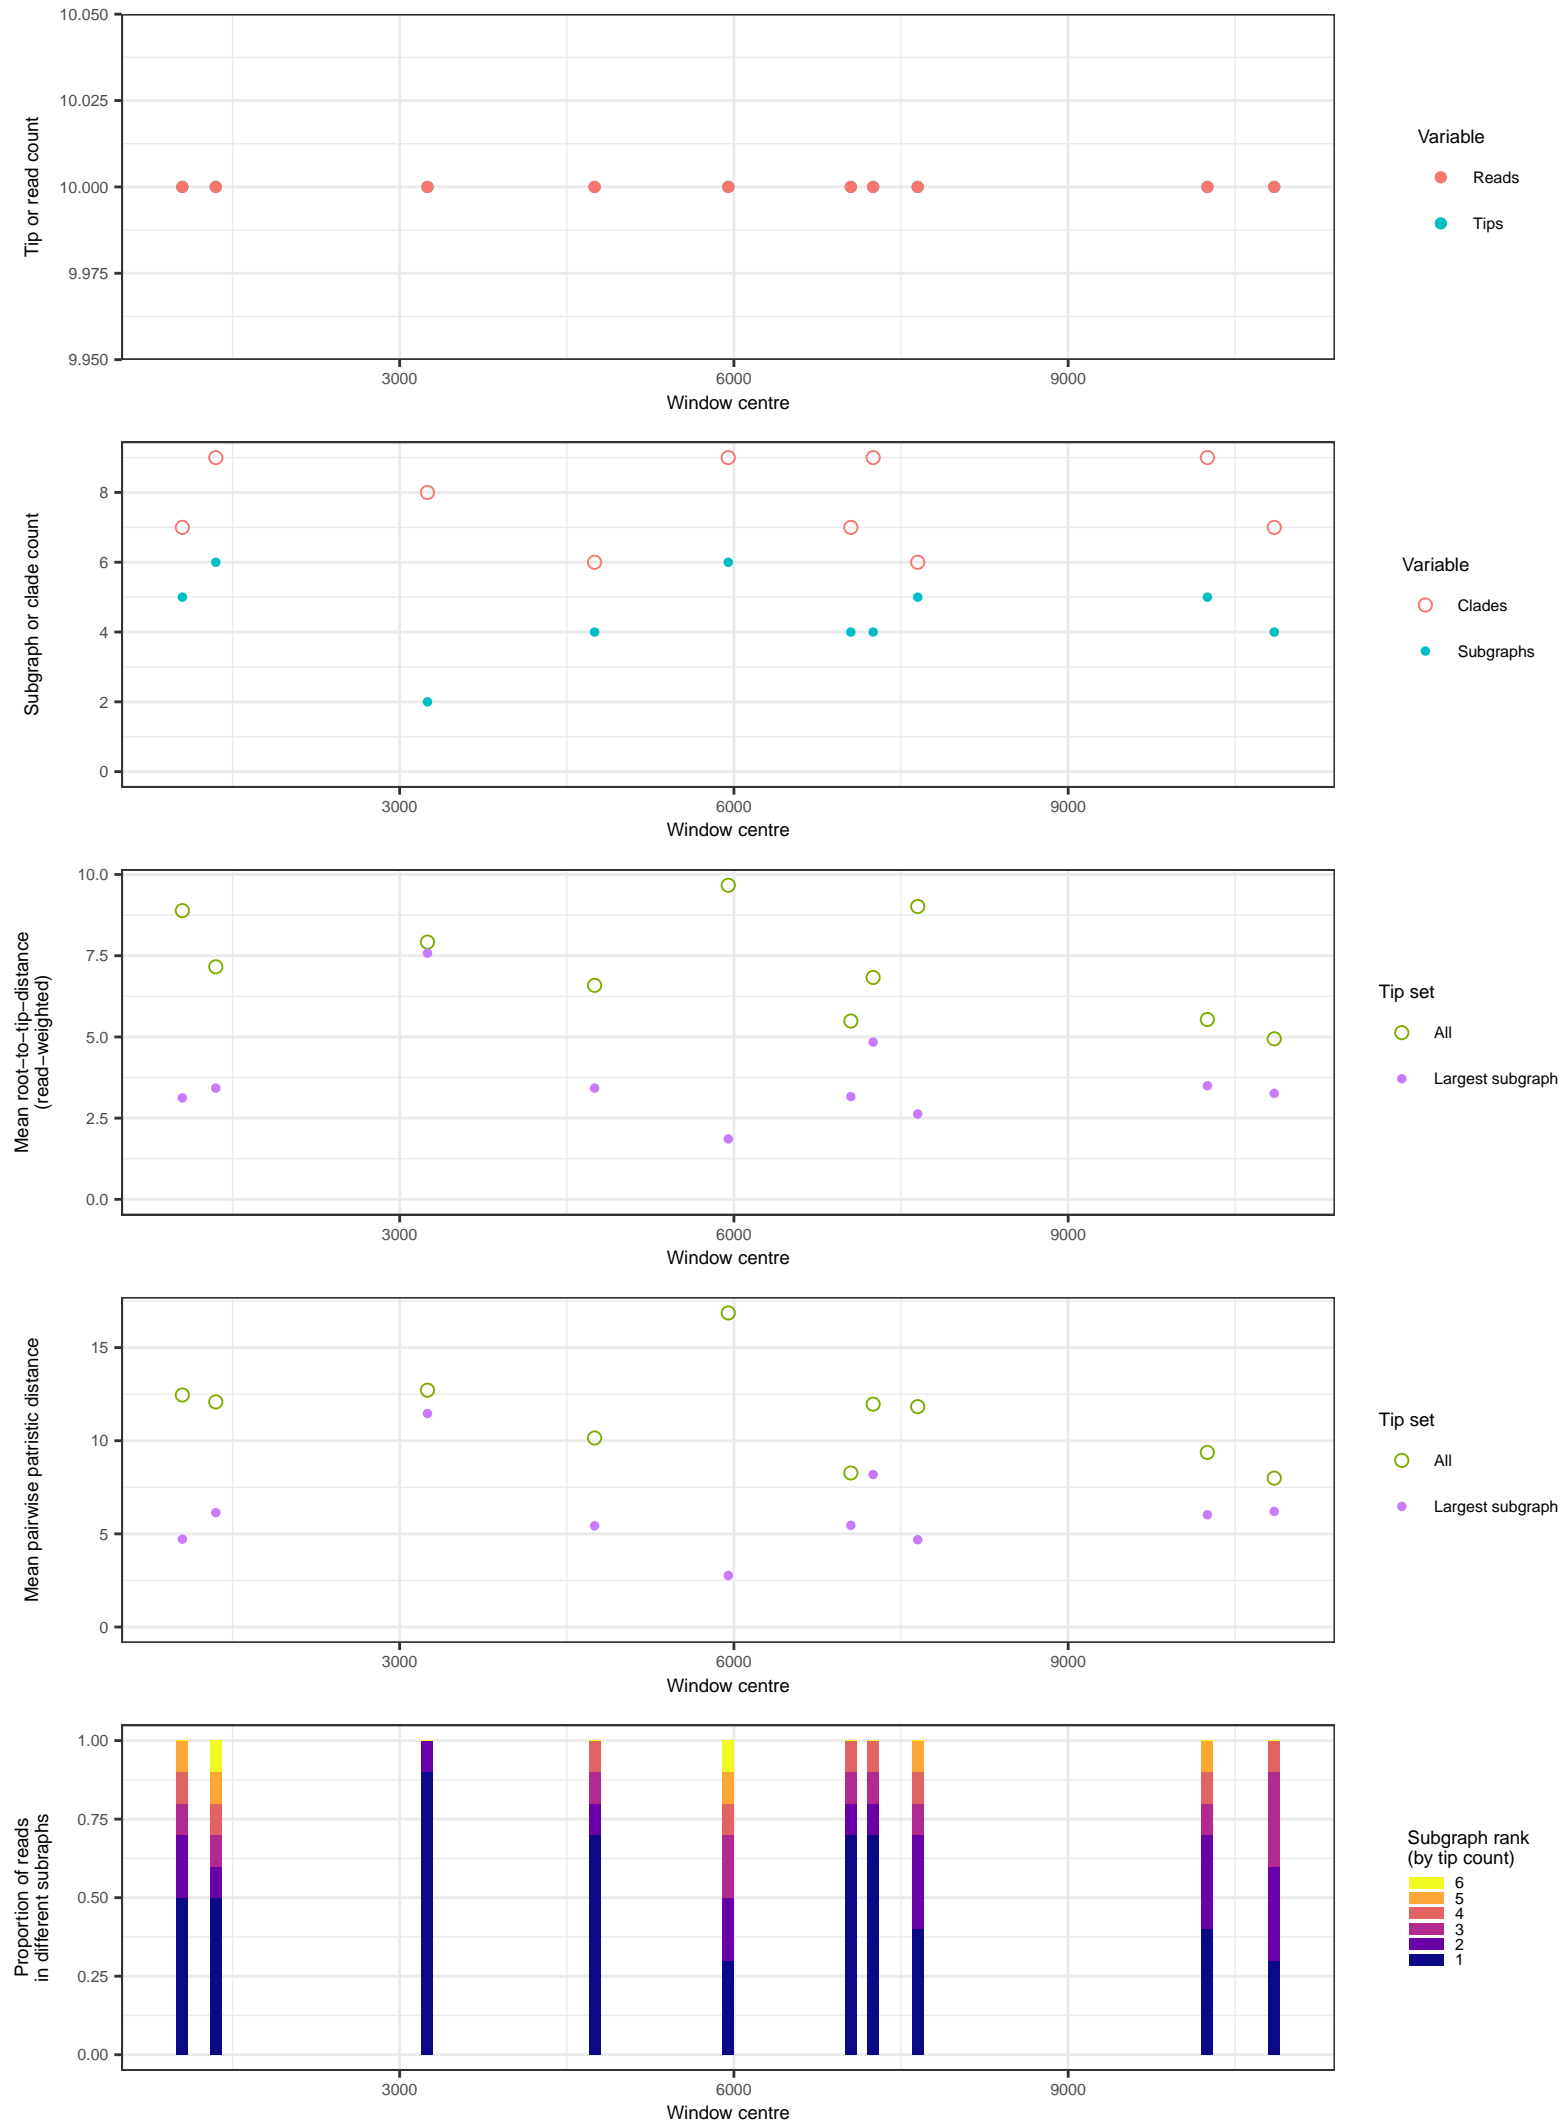 10.050
10.025
10.000
9.975
9.950
Tip or read count
3000
6000
9000
Window centre
Variable
Reads
Tips
8
6
4
2
0
Subgraph or clade count
3000
6000
9000
Window centre
Variable
Clades
Subgraphs
10.0
7.5
5.0
2.5
0.0
Mean root−to−tip−distance
(read−weighted)
3000
6000
9000
Window centre
Tip set
All
Largest subgraph
15
10
5
0
Mean pairwise patristic distance
3000
6000
9000
Window centre
Tip set
All
Largest subgraph
1.00
0.75
0.50
0.25
0.00
Proportion of reads
in different subraphs
3000
6000
9000
Window centre
Subgraph rank
(by tip count)
6
5
4
3
2
1